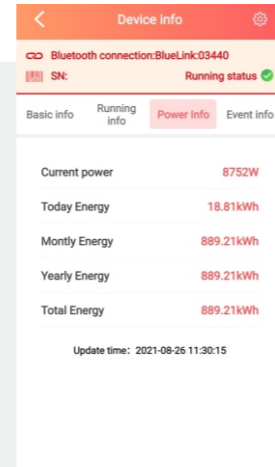 Device info
Bluetooth connection:BlueLink:03440
SN: Running status
Basic info Running info Power Info Event info
Current power 8752W
Today Energy 18.81kWh
Montly Energy 889.21kWh
Yearly Energy 889.21kWh
Total Energy 889.21kWh
Update time: 2021-08-26 11:30:15